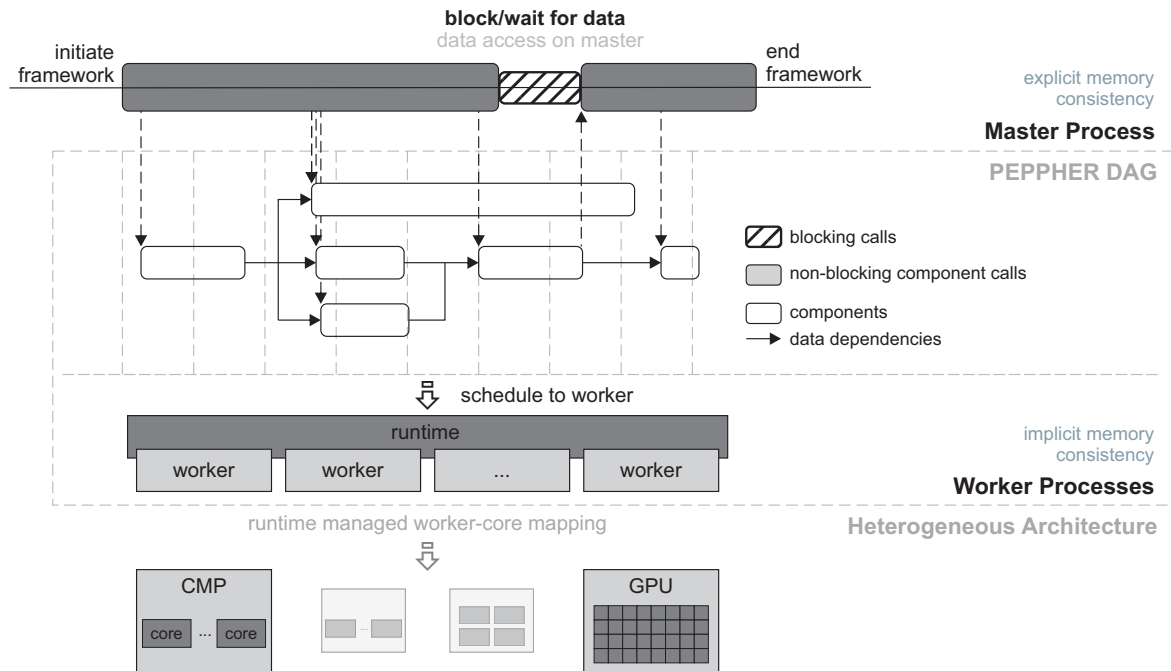 block/wait for data
data access on master
initiate
framework
end
framework
explicit memory
consistency
Master Process
PEPPHER DAG
blocking calls
non-blocking component calls
components
data dependencies
schedule to worker
runtime
worker
worker
...
worker
implicit memory
consistency
Worker Processes
runtime managed worker-core mapping
Heterogeneous Architecture
CMP
core ... core
...
GPU